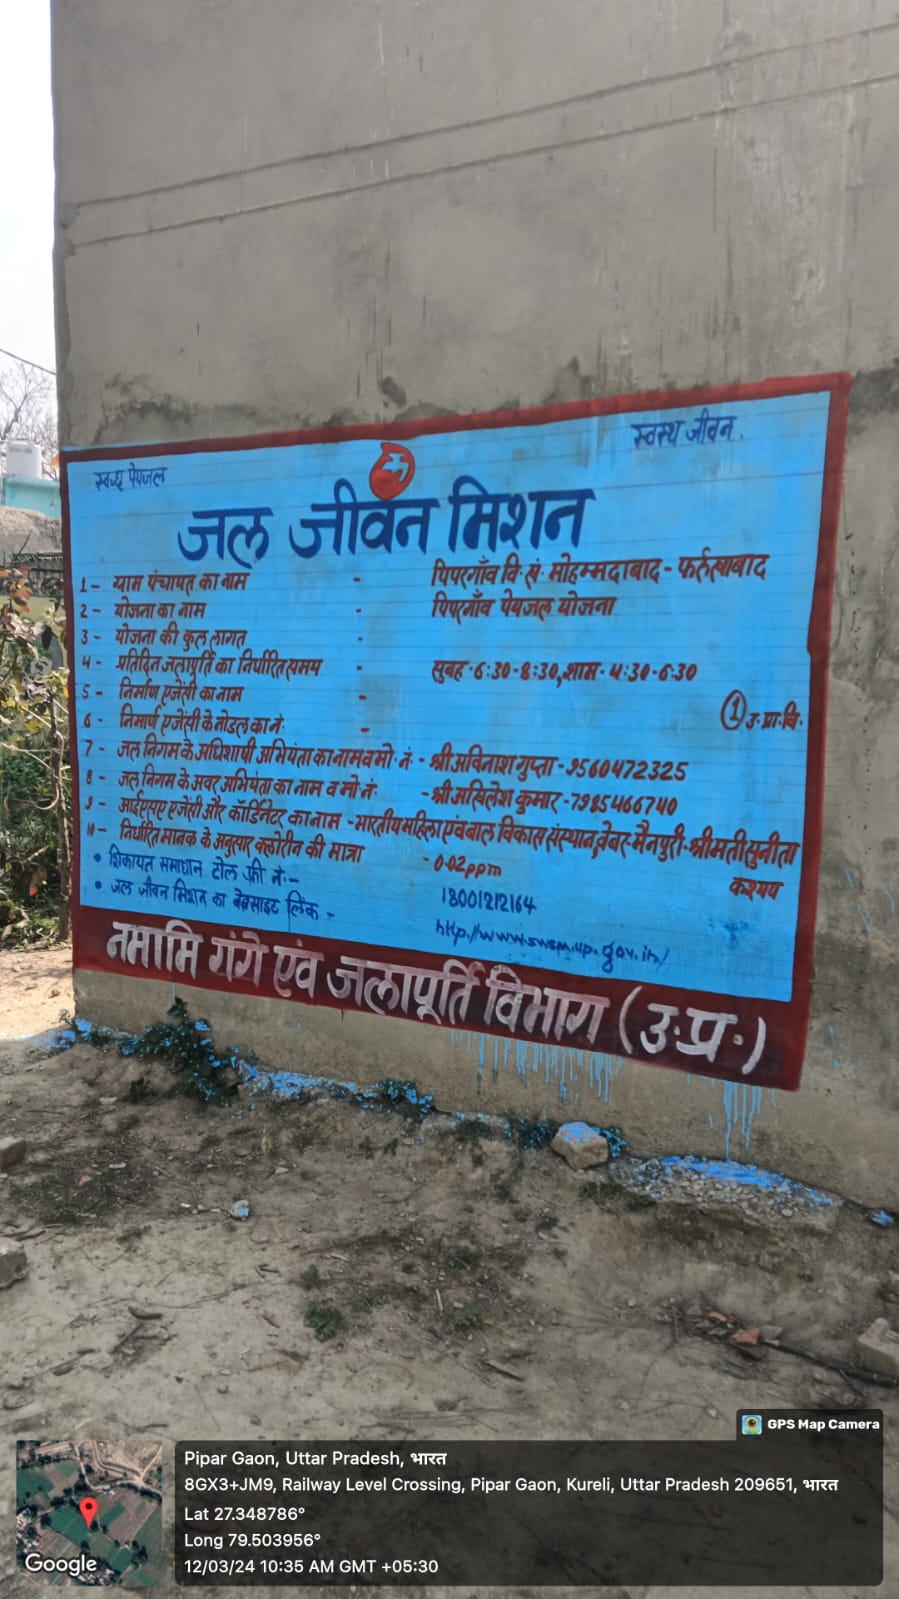 स्वच्छ पेयजल
स्वस्थ जीवन.
जल जीवन मिशन
1- ग्राम पंचायत का नाम - पिपरगाँव वि. खं. मोहम्मदाबाद - फर्रुखाबाद
2- योजना का नाम - पिपरगाँव पेयजल योजना
3- योजना की कुल लागत -
4- प्रतिदिन जलापूर्ति का निर्धारित समय - सुबह - 6:30-8:30, शाम - 4:30-6:30
5- निर्माण एजेंसी का नाम -
6- निमार्ण एजेंसी के नोडल का नं. -
① उ. प्रा. वि.
7- जल निगम के अधिशाषी अभियंता का नाम व मो. नं. - श्री अविनाश गुप्ता - 9560472325
8- जल निगम के अवर अभियंता का नाम व मो. नं. - श्री अखिलेश कुमार - 7985466740
9- आईएसए एजेंसी और कॉर्डिनेटर का नाम - भारतीय महिला एंव बाल विकास संस्थान, वेबर-मैनपुरी - श्रीमती सुनीता
कश्यप
10- निर्धारित मानक के अनुसार क्लोरीन की मात्रा - 0.02ppm
• शिकायत समाधान टोल फ्री नं. :- 18001212164
• जल जीवन मिशन का बेबसाइट लिंक - http://www.swsm.up.gov.in/
नमामि गंगे एंव जलापूर्ति विभाग (उ.प्र.)
GPS Map Camera
Pipar Gaon, Uttar Pradesh, भारत
8GX3+JM9, Railway Level Crossing, Pipar Gaon, Kureli, Uttar Pradesh 209651, भारत
Lat 27.348786°
Long 79.503956°
12/03/24 10:35 AM GMT +05:30
Google